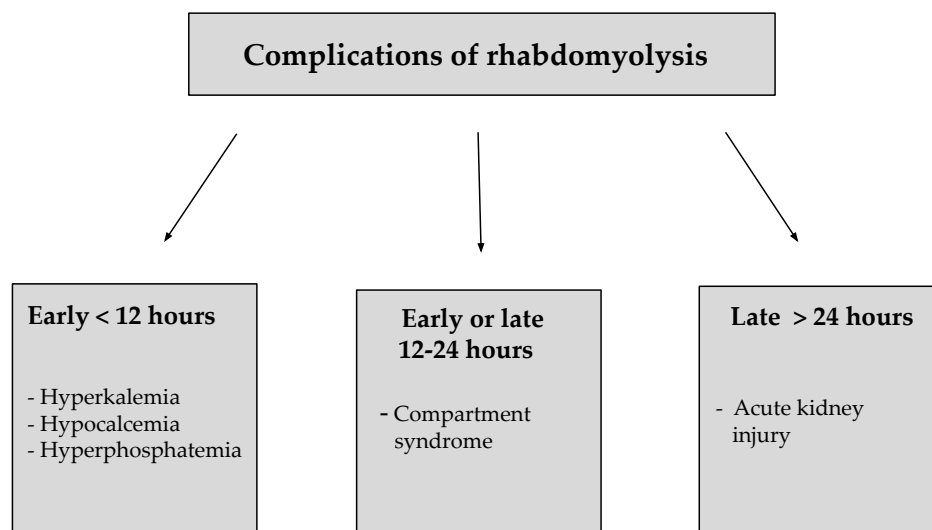 Complications of rhabdomyolysis
Early < 12 hours
- Hyperkalemia
- Hypocalcemia
- Hyperphosphatemia
Early or late
12-24 hours
- Compartment
syndrome
Late > 24 hours
- Acute kidney
injury